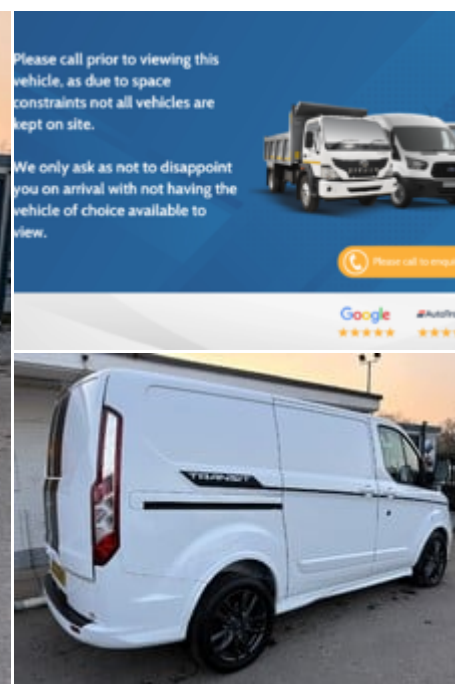 Please call prior to viewing this
vehicle, as due to space
constraints not all vehicles are
kept on site.
We only ask as not to disappoint
you on arrival with not having the
vehicle of choice available to
view.
Please call to enqui
Google
AutoTra
TRANSIT